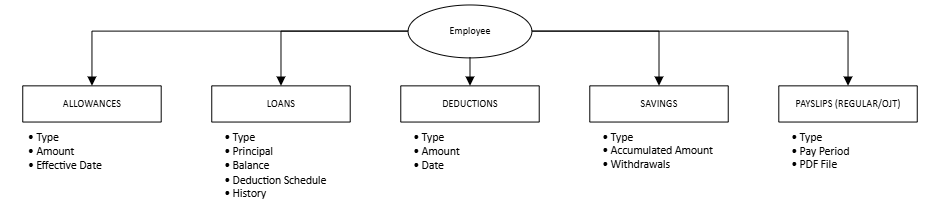 Employee
ALLOWANCES
• Type
• Amount
• Effective Date
LOANS
• Type
• Principal
• Balance
• Deduction Schedule
• History
DEDUCTIONS
• Type
• Amount
• Date
SAVINGS
• Type
• Accumulated Amount
• Withdrawals
PAYSLIPS (REGULAR/OJT)
• Type
• Pay Period
• PDF File